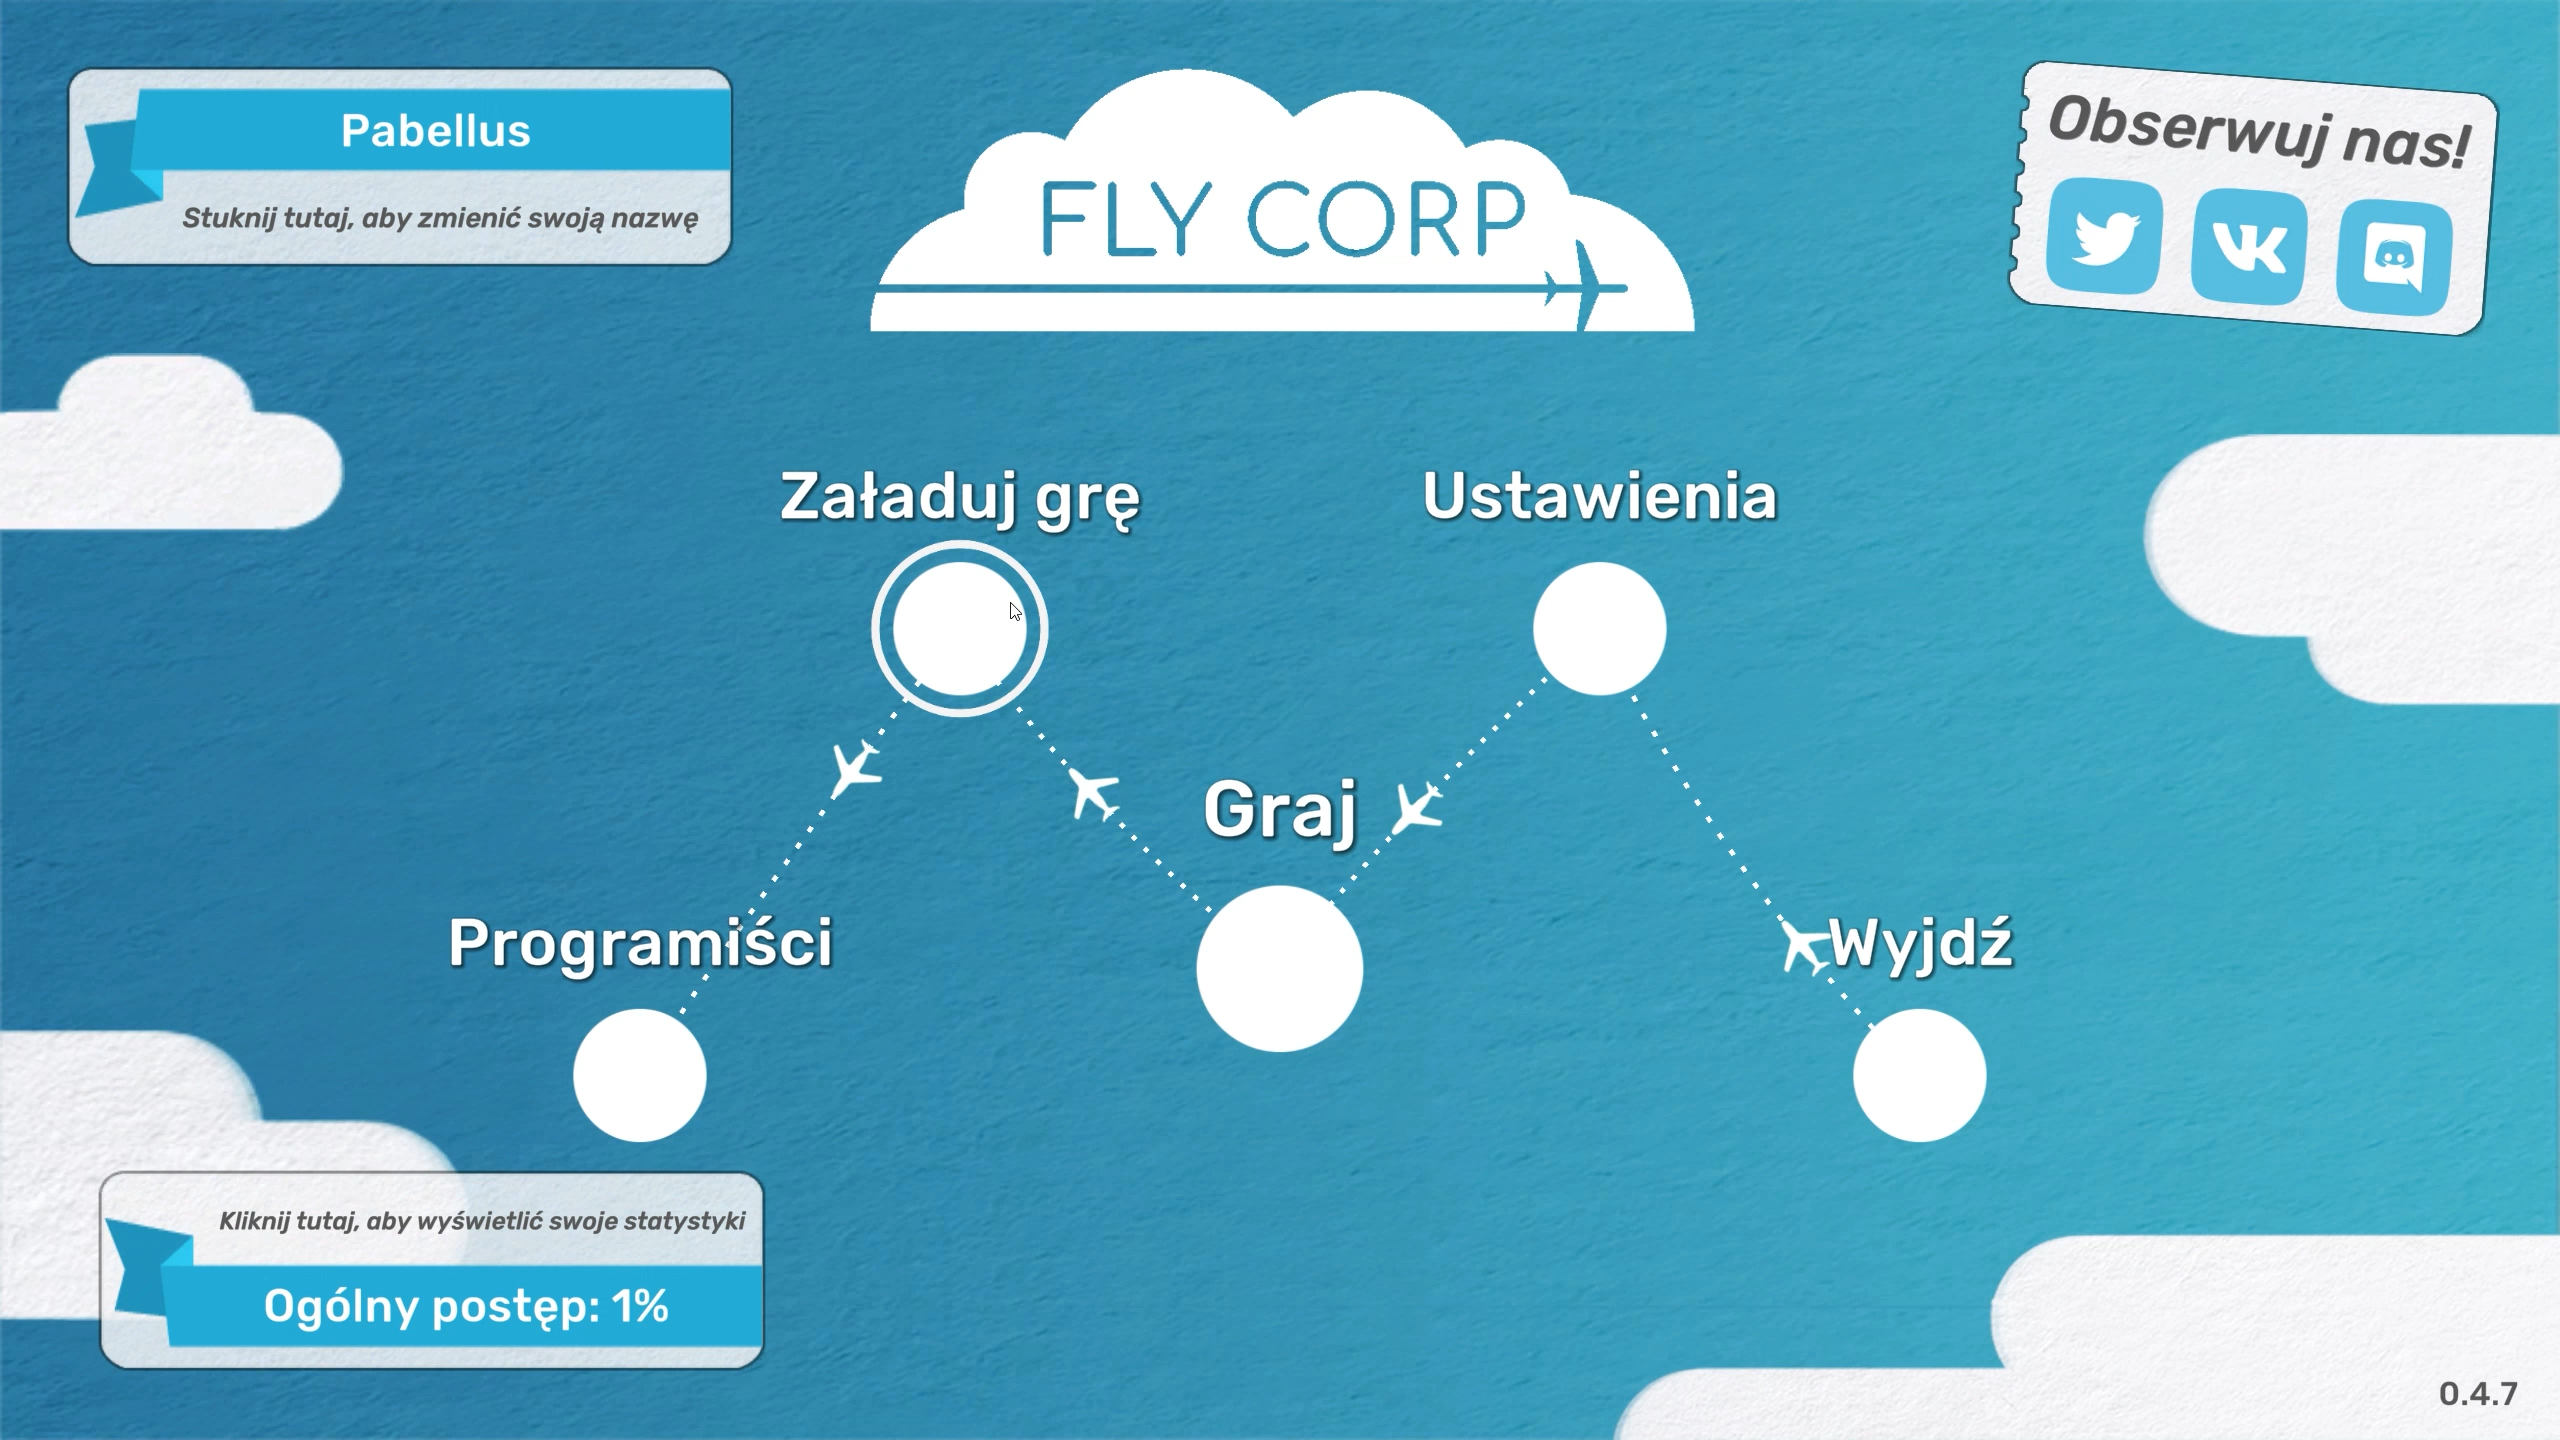 Pabellus
Stuknij tutaj, aby zmienić swoją nazwę
FLY CORP
Obserwuj nas!
Załaduj grę
Ustawienia
Graj
Programiści
Wyjdź
Kliknij tutaj, aby wyświetlić swoje statystyki
Ogólny postęp: 1%
0.4.7